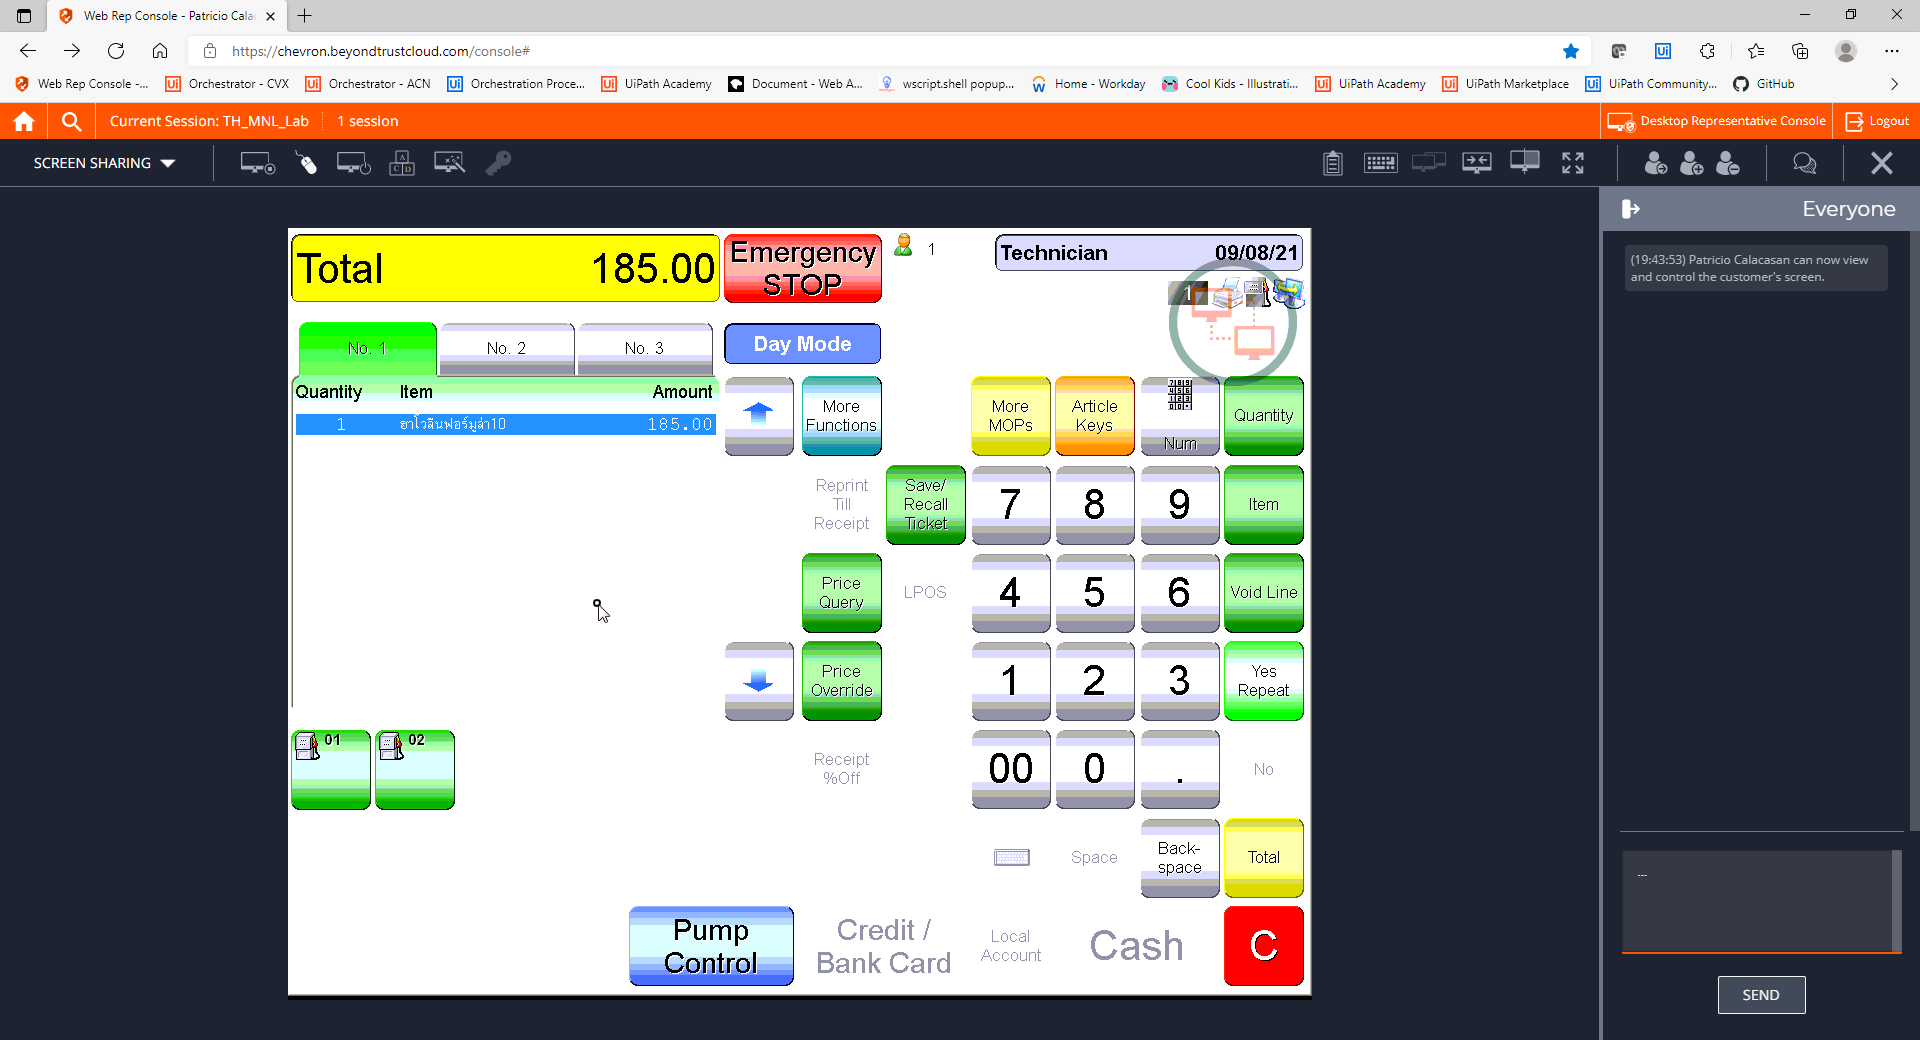 Web Rep Console - Patricio Cala
https://chevron.beyondtrustcloud.com/console#
Web Rep Console -...
Orchestrator - CVX
Orchestrator - ACN
Orchestration Proce...
UiPath Academy
Document - Web A...
wscript.shell popup...
Home - Workday
Cool Kids - Illustrati...
UiPath Academy
UiPath Marketplace
UiPath Community...
GitHub
Current Session: TH_MNL_Lab
1 session
Desktop Representative Console
Logout
SCREEN SHARING
Everyone
(19:43:53) Patricio Calacasan can now view
and control the customer's screen.
Total 185.00
Emergency
STOP
1
Technician 09/08/21
1
No. 1
No. 2
No. 3
Day Mode
Quantity Item Amount
1 ฮาโวลีนฟอร์มูล่า10 185.00
More
Functions
More
MOPs
Article
Keys
Num
Quantity
Reprint
Till
Receipt
Save/
Recall
Ticket
7
8
9
Item
Price
Query
LPOS
4
5
6
Void Line
Price
Override
1
2
3
Yes
Repeat
01
02
Receipt
%Off
00
0
.
No
Space
Back-
space
Total
Pump
Control
Credit /
Bank Card
Local
Account
Cash
C
...
SEND